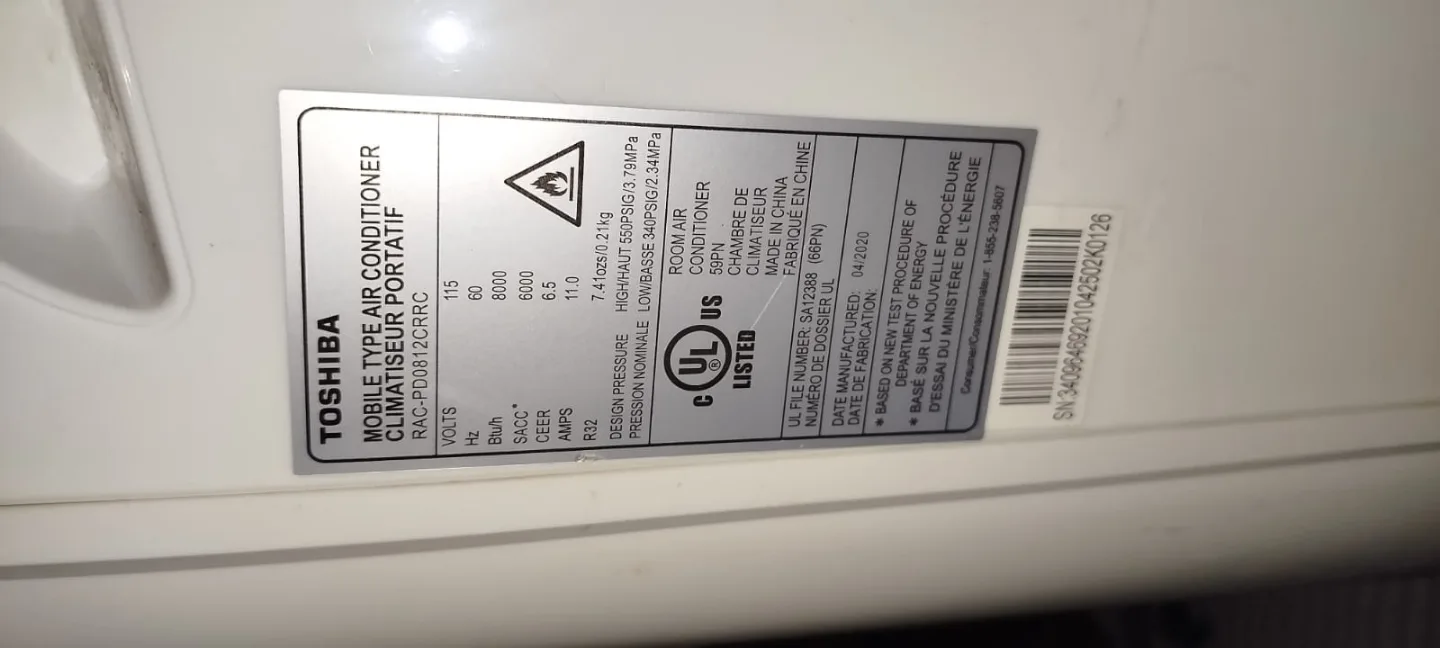 TOSHIBA
MOBILE TYPE AIR CONDITIONER
CLIMATISEUR PORTATIF
RAC-PD0812CRRC
VOLTS 115
Hz 60
Btu/h 8000
SACC* 6000
CEER 6.5
AMPS 11.0
R32 7.41ozs/0.21kg
DESIGN PRESSURE HIGH/HAUT 550PSIG/3.79MPa
PRESSION NOMINALE LOW/BASSE 340PSIG/2.34MPa
C UL ® US
LISTED
ROOM AIR
CONDITIONER
59PN
CHAMBRE DE
CLIMATISEUR
MADE IN CHINA
FABRIQUÉ EN CHINE
UL FILE NUMBER: SA12388 (66PN)
NUMÉRO DE DOSSIER UL
DATE MANUFACTURED: 04/2020
DATE DE FABRICATION:
* BASED ON NEW TEST PROCEDURE OF
DEPARTMENT OF ENERGY
* BASÉ SUR LA NOUVELLE PROCÉDURE
D'ESSAI DU MINISTÈRE DE L'ÉNERGIE
Consumer/Consommateur: 1-855-238-5607
SN:34096469201042502K0126